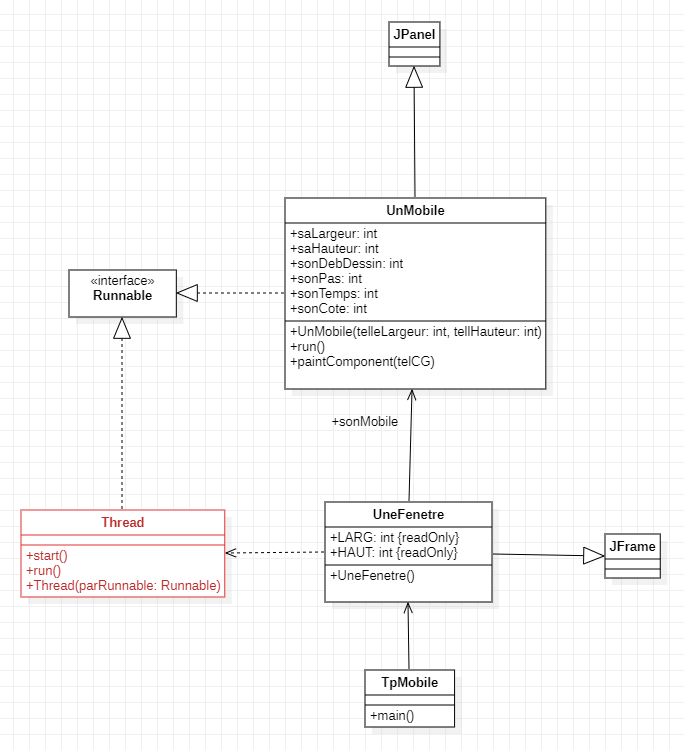 JPanel
UnMobile
+saLargeur: int
+saHauteur: int
+sonDebDessin: int
+sonPas: int
+sonTemps: int
+sonCote: int
+UnMobile(telleLargeur: int, tellHauteur: int)
+run()
+paintComponent(telCG)
«interface»
Runnable
+sonMobile
Thread
+start()
+run()
+Thread(parRunnable: Runnable)
UneFenetre
+LARG: int {readOnly}
+HAUT: int {readOnly}
+UneFenetre()
JFrame
TpMobile
+main()